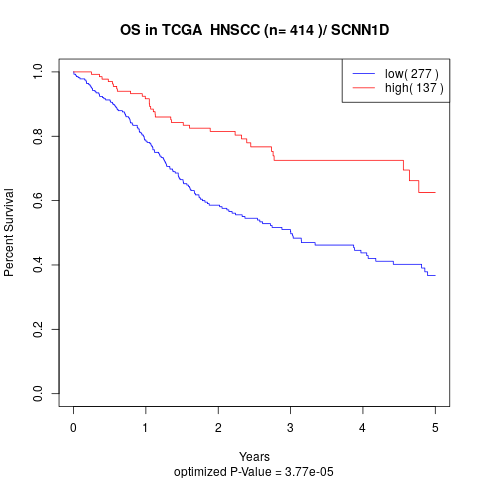 OS in TCGA  HNSCC (n= 414 )/ SCNN1D
low( 277 )
high( 137 )
Percent Survival
1.0
0.8
0.6
0.4
0.2
0.0
0 1 2 3 4 5
Years
optimized P-Value = 3.77e-05